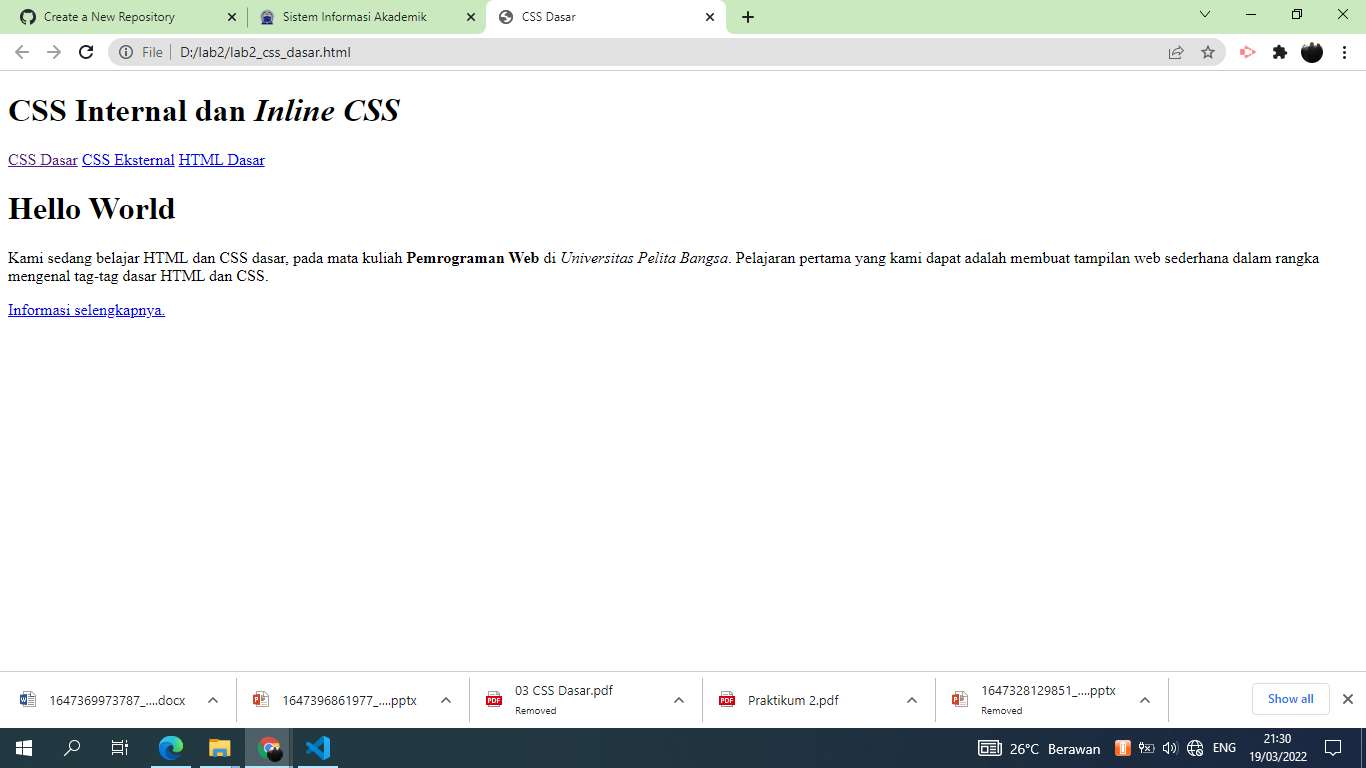 Create a New Repository
Sistem Informasi Akademik
CSS Dasar
File
D:/lab2/lab2_css_dasar.html
CSS Internal dan Inline CSS
CSS Dasar CSS Eksternal HTML Dasar
Hello World
Kami sedang belajar HTML dan CSS dasar, pada mata kuliah Pemrograman Web di Universitas Pelita Bangsa. Pelajaran pertama yang kami dapat adalah membuat tampilan web sederhana dalam rangka
mengenal tag-tag dasar HTML dan CSS.
Informasi selengkapnya.
1647369973787_....docx
1647396861977_....pptx
03 CSS Dasar.pdf
Removed
Praktikum 2.pdf
1647328129851_....pptx
Removed
Show all
26°C Berawan
ENG
21:30
19/03/2022